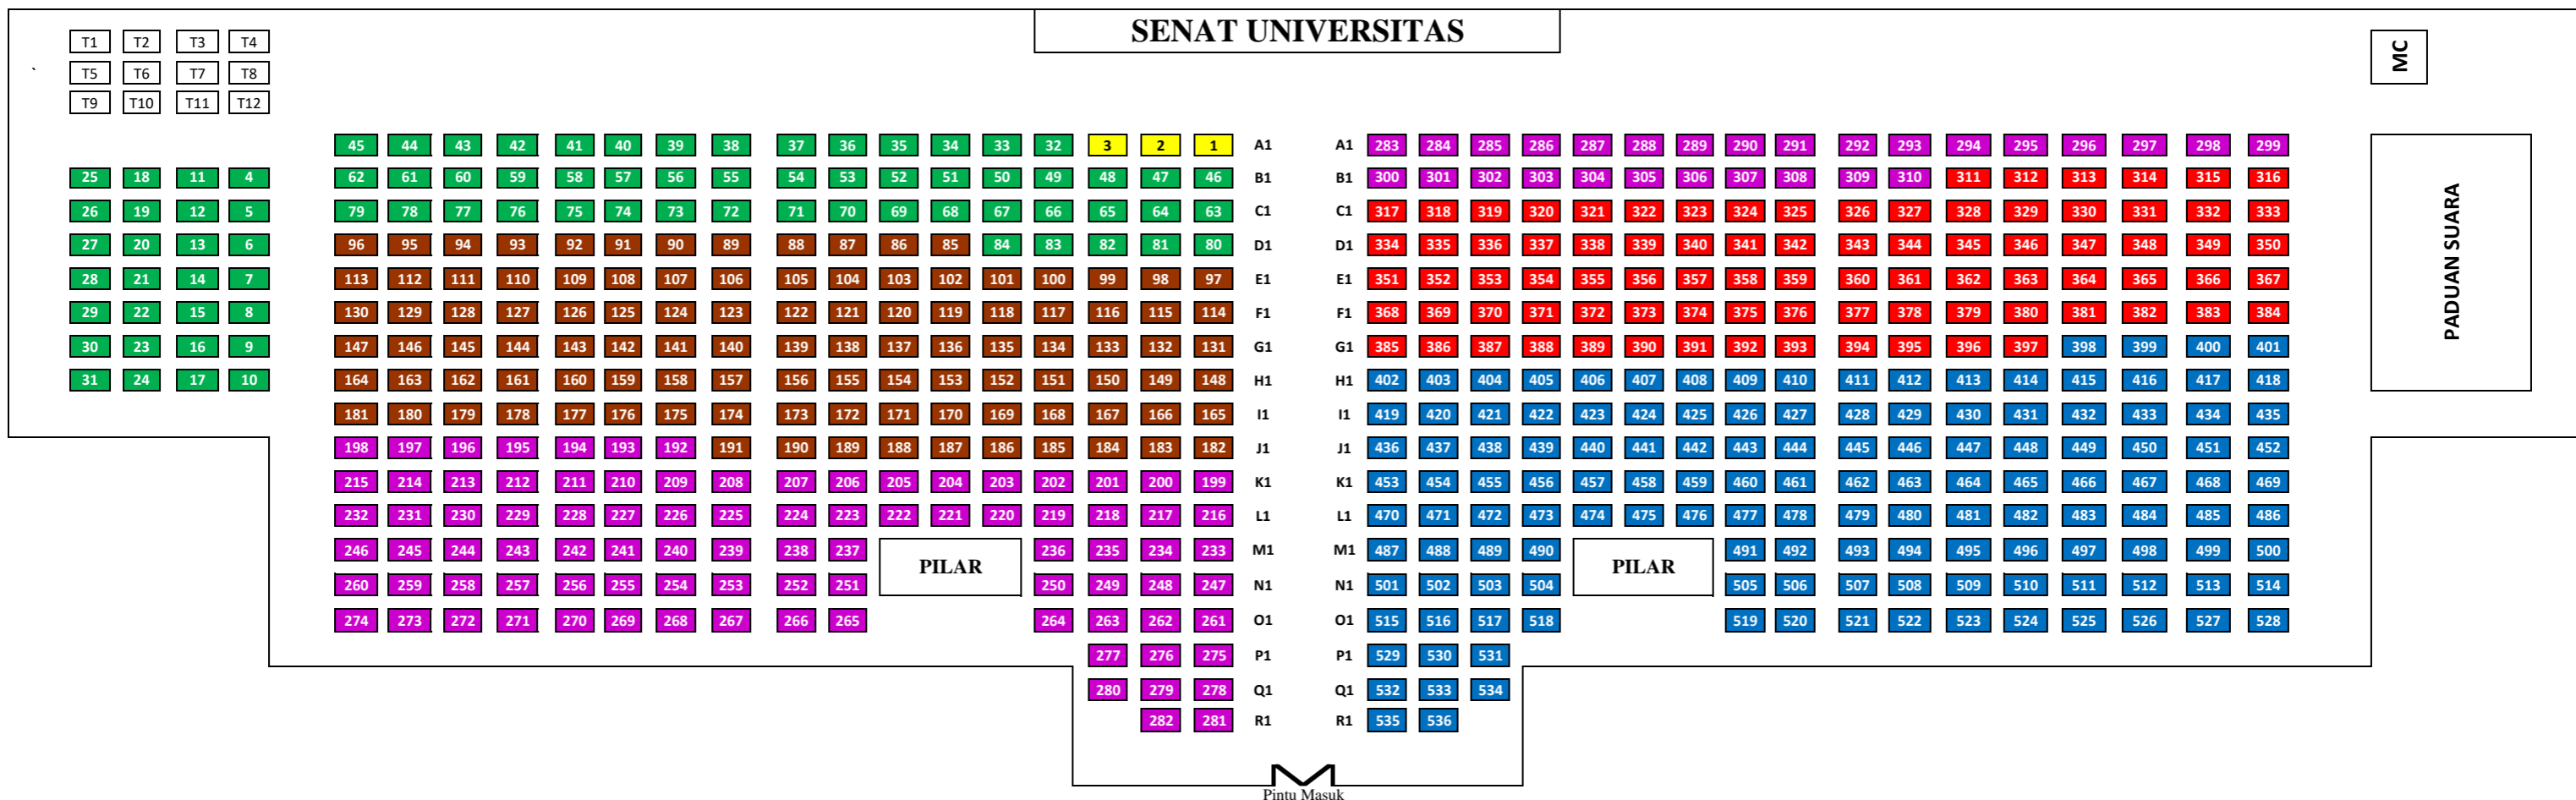 SENAT UNIVERSITAS
T1 T2 T3 T4
MC
` T5 T6 T7 T8
T9 T10 T11 T12
45 44 43 42 41 40 39 38 37 36 35 34 33 32 3 2 1 A1 A1 283 284 285 286 287 288 289 290 291 292 293 294 295 296 297 298 299
25 18 11 4 62 61 60 59 58 57 56 55 54 53 52 51 50 49 48 47 46 B1 B1 300 301 302 303 304 305 306 307 308 309 310 311 312 313 314 315 316
26 19 12 5 79 78 77 76 75 74 73 72 71 70 69 68 67 66 65 64 63 C1 C1 317 318 319 320 321 322 323 324 325 326 327 328 329 330 331 332 333
27 20 13 6 96 95 94 93 92 91 90 89 88 87 86 85 84 83 82 81 80 D1 D1 334 335 336 337 338 339 340 341 342 343 344 345 346 347 348 349 350
PADUAN SUARA
28 21 14 7 113 112 111 110 109 108 107 106 105 104 103 102 101 100 99 98 97 E1 E1 351 352 353 354 355 356 357 358 359 360 361 362 363 364 365 366 367
29 22 15 8 130 129 128 127 126 125 124 123 122 121 120 119 118 117 116 115 114 F1 F1 368 369 370 371 372 373 374 375 376 377 378 379 380 381 382 383 384
30 23 16 9 147 146 145 144 143 142 141 140 139 138 137 136 135 134 133 132 131 G1 G1 385 386 387 388 389 390 391 392 393 394 395 396 397 398 399 400 401
31 24 17 10 164 163 162 161 160 159 158 157 156 155 154 153 152 151 150 149 148 H1 H1 402 403 404 405 406 407 408 409 410 411 412 413 414 415 416 417 418
181 180 179 178 177 176 175 174 173 172 171 170 169 168 167 166 165 I1 I1 419 420 421 422 423 424 425 426 427 428 429 430 431 432 433 434 435
198 197 196 195 194 193 192 191 190 189 188 187 186 185 184 183 182 J1 J1 436 437 438 439 440 441 442 443 444 445 446 447 448 449 450 451 452
215 214 213 212 211 210 209 208 207 206 205 204 203 202 201 200 199 K1 K1 453 454 455 456 457 458 459 460 461 462 463 464 465 466 467 468 469
232 231 230 229 228 227 226 225 224 223 222 221 220 219 218 217 216 L1 L1 470 471 472 473 474 475 476 477 478 479 480 481 482 483 484 485 486
246 245 244 243 242 241 240 239 238 237 236 235 234 233 M1 M1 487 488 489 490 491 492 493 494 495 496 497 498 499 500
PILAR PILAR
260 259 258 257 256 255 254 253 252 251 250 249 248 247 N1 N1 501 502 503 504 505 506 507 508 509 510 511 512 513 514
274 273 272 271 270 269 268 267 266 265 264 263 262 261 O1 O1 515 516 517 518 519 520 521 522 523 524 525 526 527 528
277 276 275 P1 P1 529 530 531
280 279 278 Q1 Q1 532 533 534
282 281 R1 R1 535 536
Pintu Masuk